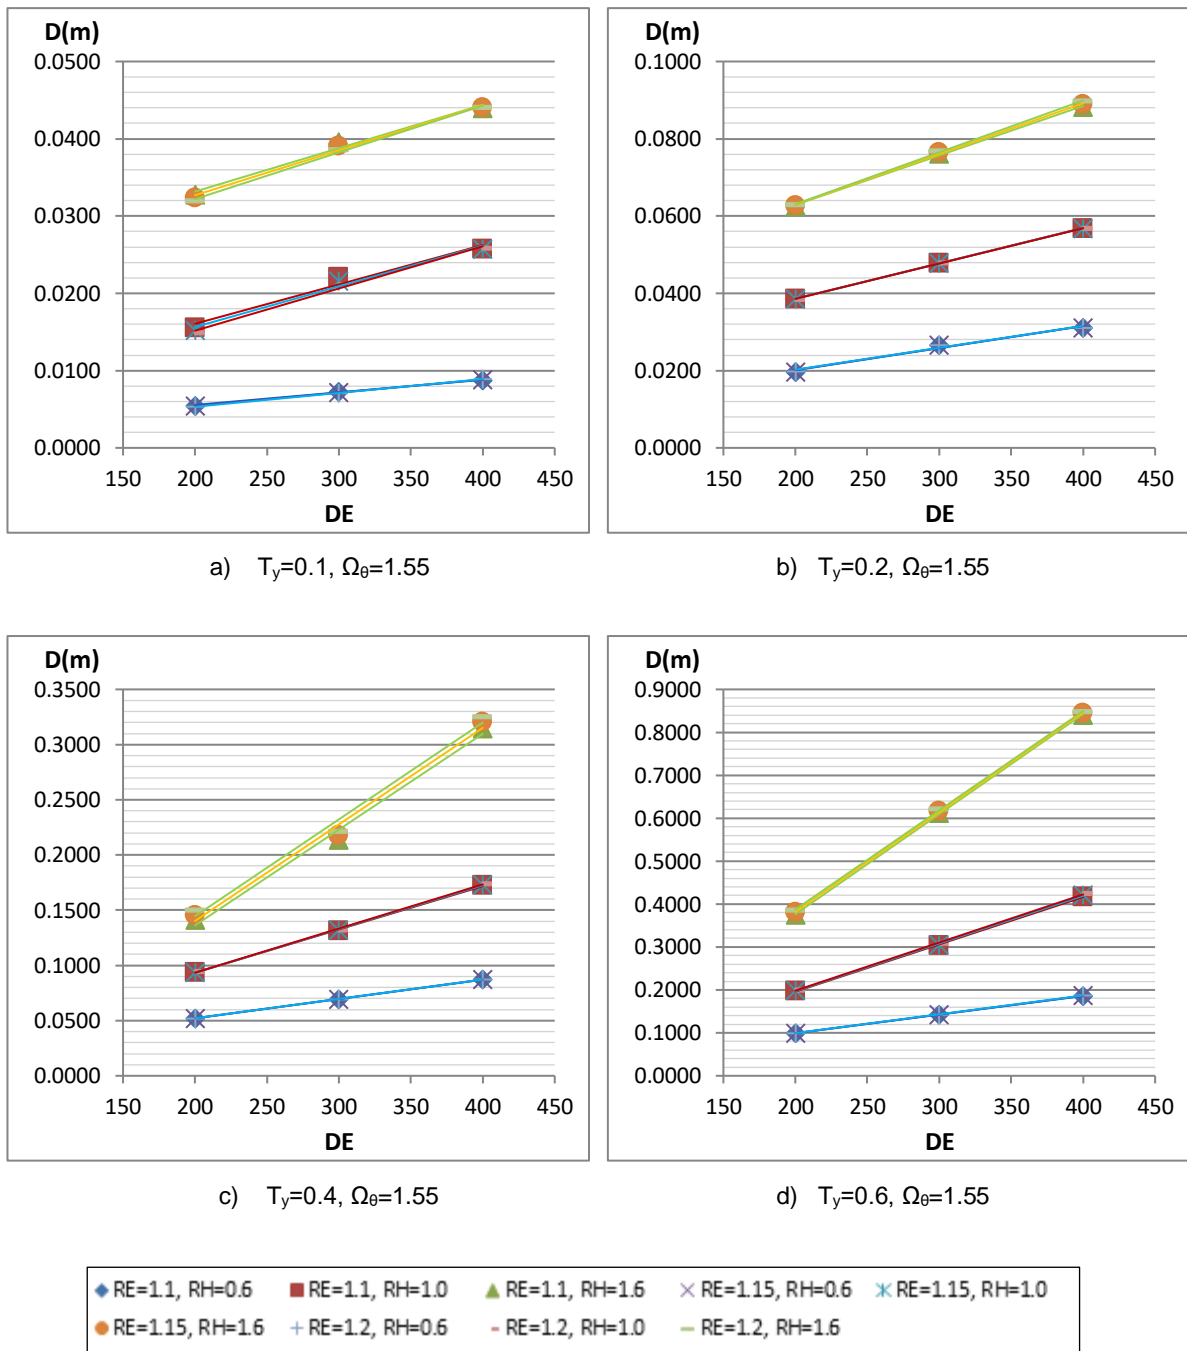 D(m)
0.0500
0.0400
0.0300
0.0200
0.0100
0.0000
150 200 250 300 350 400 450
DE
a) Ty=0.1, Ωθ=1.55
D(m)
0.1000
0.0800
0.0600
0.0400
0.0200
0.0000
150 200 250 300 350 400 450
DE
b) Ty=0.2, Ωθ=1.55
D(m)
0.3500
0.3000
0.2500
0.2000
0.1500
0.1000
0.0500
0.0000
150 200 250 300 350 400 450
DE
c) Ty=0.4, Ωθ=1.55
D(m)
0.9000
0.8000
0.7000
0.6000
0.5000
0.4000
0.3000
0.2000
0.1000
0.0000
150 200 250 300 350 400 450
DE
d) Ty=0.6, Ωθ=1.55
RE=1.1, RH=0.6 RE=1.1, RH=1.0 RE=1.1, RH=1.6 RE=1.15, RH=0.6 RE=1.15, RH=1.0
RE=1.15, RH=1.6 RE=1.2, RH=0.6 RE=1.2, RH=1.0 RE=1.2, RH=1.6